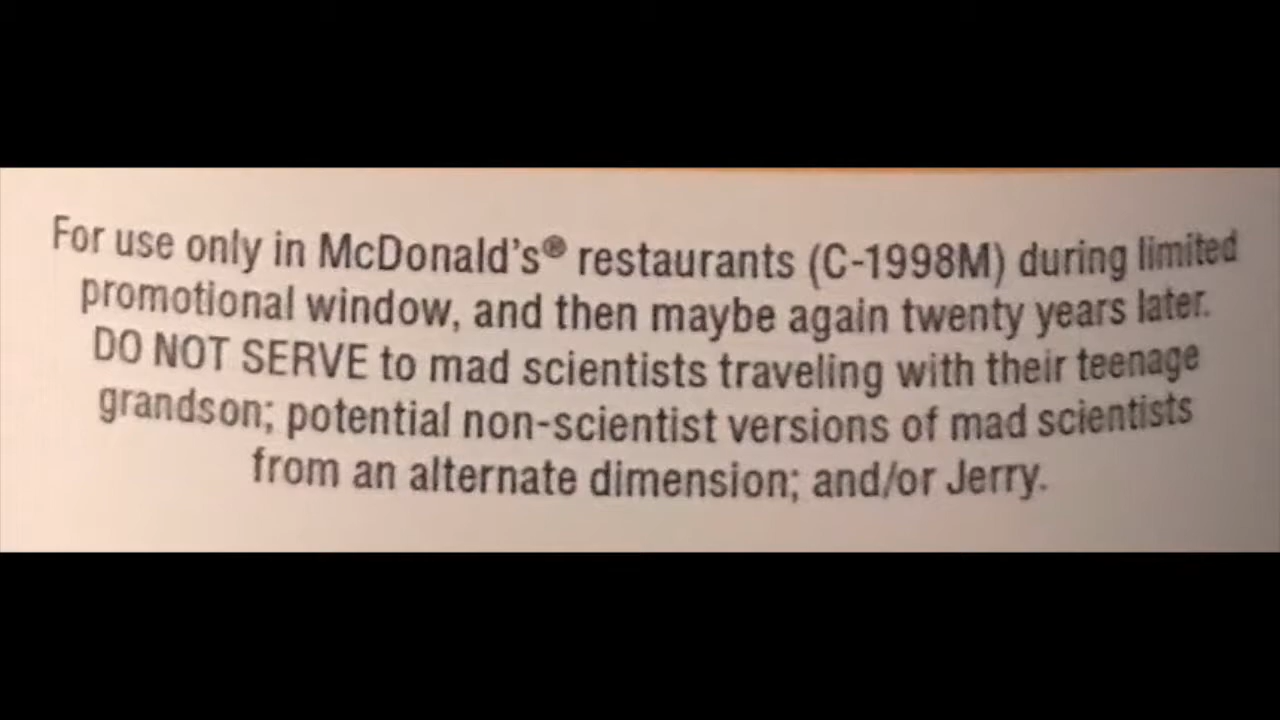 For use only in McDonald's® restaurants (C-1998M) during limited
promotional window, and then maybe again twenty years later.
DO NOT SERVE to mad scientists traveling with their teenage
grandson; potential non-scientist versions of mad scientists
from an alternate dimension; and/or Jerry.